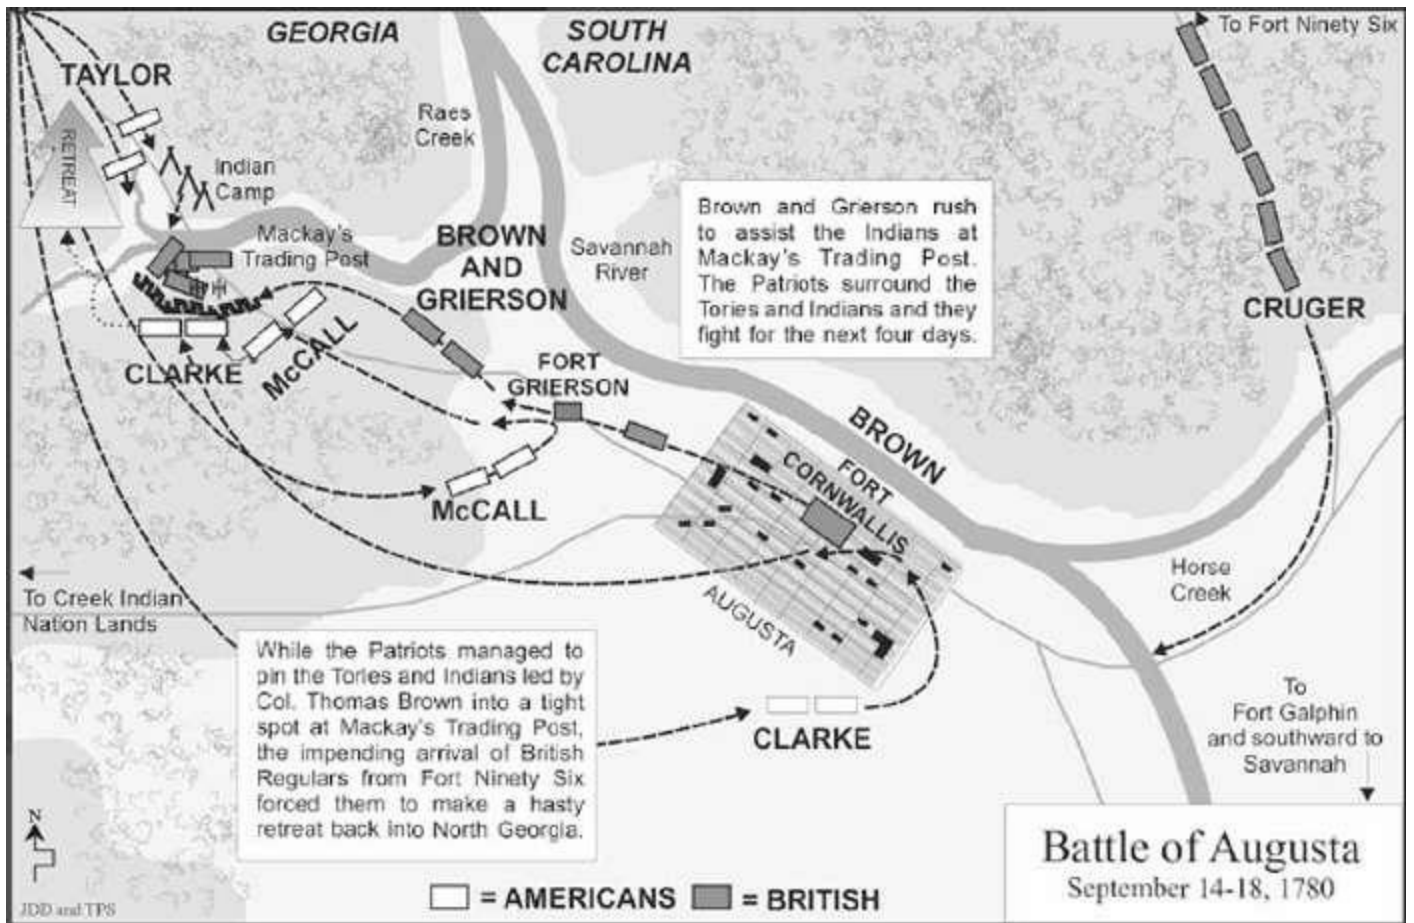 GEORGIA
SOUTH
CAROLINA
To Fort Ninety Six
TAYLOR
RETREAT
Raes
Creek
Indian
Camp
Mackay's
Trading Post
BROWN
AND
GRIERSON
Savannah
River
Brown and Grierson rush
to assist the Indians at
Mackay's Trading Post.
The Patriots surround the
Tories and Indians and they
fight for the next four days.
CRUGER
CLARKE
McCALL
FORT
GRIERSON
BROWN
FORT
CORNWALLIS
McCALL
AUGUSTA
Horse
Creek
To Creek Indian
Nation Lands
While the Patriots managed to
pin the Tories and Indians led by
Col. Thomas Brown into a tight
spot at Mackay's Trading Post,
the impending arrival of British
Regulars from Fort Ninety Six
forced them to make a hasty
retreat back into North Georgia.
CLARKE
To
Fort Galphin
and southward to
Savannah
N
Battle of Augusta
September 14-18, 1780
= AMERICANS
= BRITISH
JDD and TPS